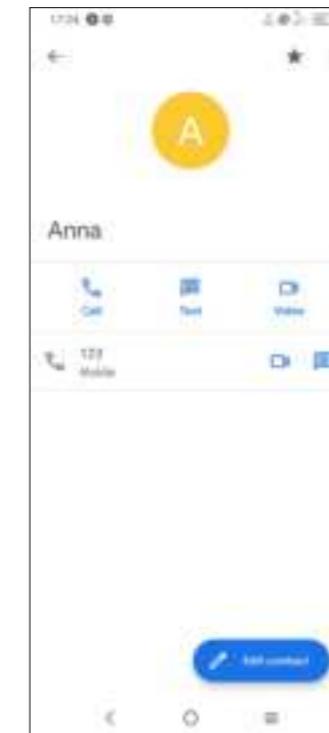 17:24
A
Anna
Call Text Video
123
Mobile
Edit contact